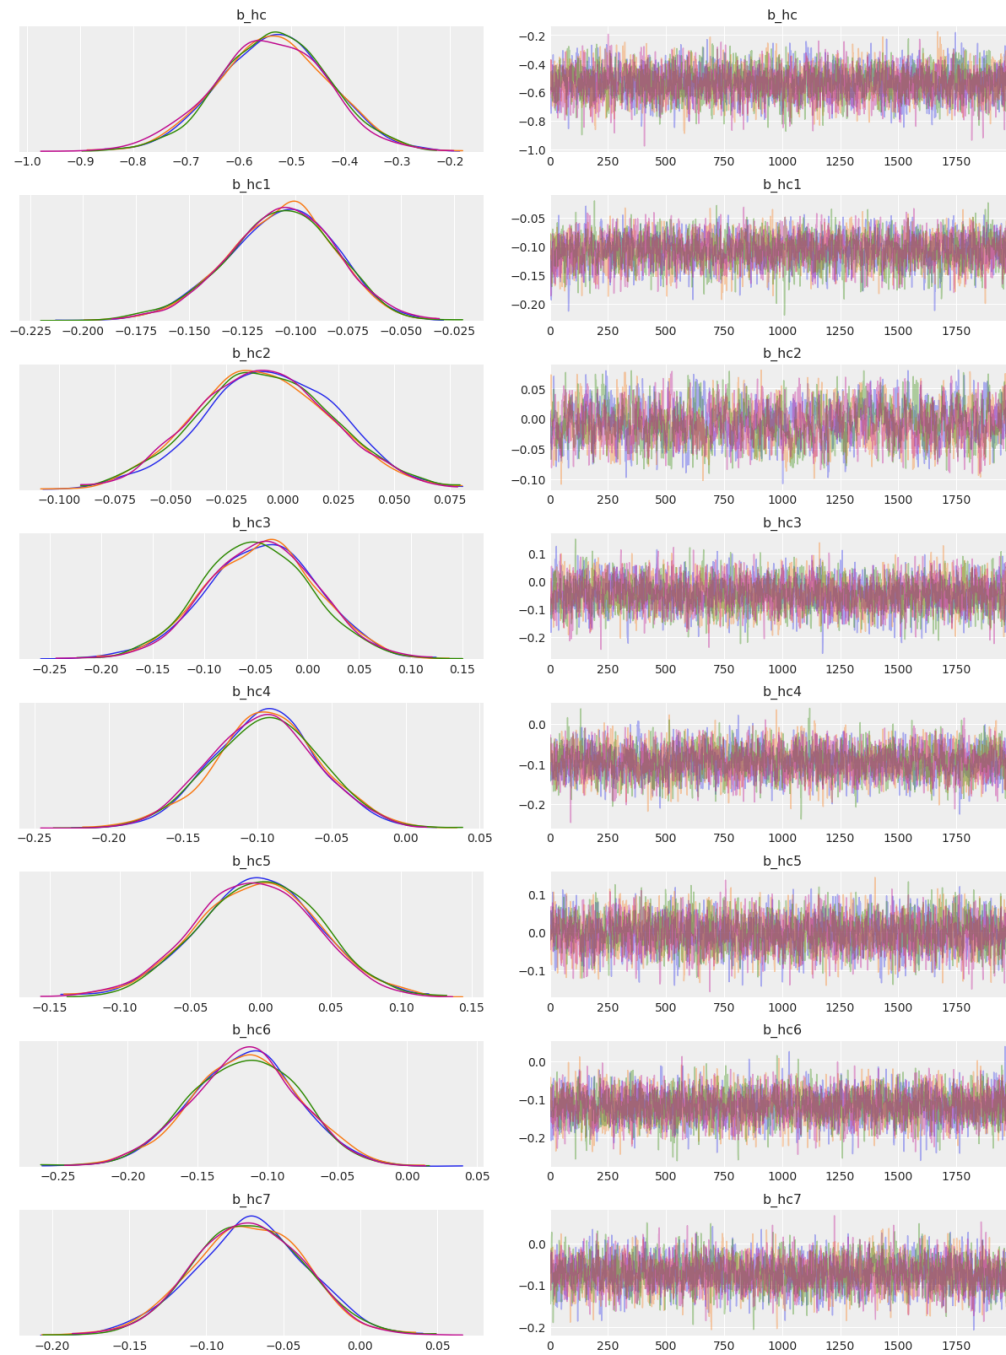 b_hc b_hc
−0.2
−0.4
−0.6
−0.8
−1.0
−1.0 −0.9 −0.8 −0.7 −0.6 −0.5 −0.4 −0.3 −0.2 0 250 500 750 1000 1250 1500 1750
b_hc1 b_hc1
−0.05
−0.10
−0.15
−0.20
−0.225 −0.200 −0.175 −0.150 −0.125 −0.100 −0.075 −0.050 −0.025 0 250 500 750 1000 1250 1500 1750
b_hc2 b_hc2
0.05
0.00
−0.05
−0.10
−0.100 −0.075 −0.050 −0.025 0.000 0.025 0.050 0.075 0 250 500 750 1000 1250 1500 1750
b_hc3 b_hc3
0.1
0.0
−0.1
−0.2
−0.25 −0.20 −0.15 −0.10 −0.05 0.00 0.05 0.10 0.15 0 250 500 750 1000 1250 1500 1750
b_hc4 b_hc4
0.0
−0.1
−0.2
−0.25 −0.20 −0.15 −0.10 −0.05 0.00 0.05 0 250 500 750 1000 1250 1500 1750
b_hc5 b_hc5
0.1
0.0
−0.1
−0.15 −0.10 −0.05 0.00 0.05 0.10 0.15 0 250 500 750 1000 1250 1500 1750
b_hc6 b_hc6
0.0
−0.1
−0.2
−0.25 −0.20 −0.15 −0.10 −0.05 0.00 0.05 0 250 500 750 1000 1250 1500 1750
b_hc7 b_hc7
0.0
−0.1
−0.2
−0.20 −0.15 −0.10 −0.05 0.00 0.05 0 250 500 750 1000 1250 1500 1750